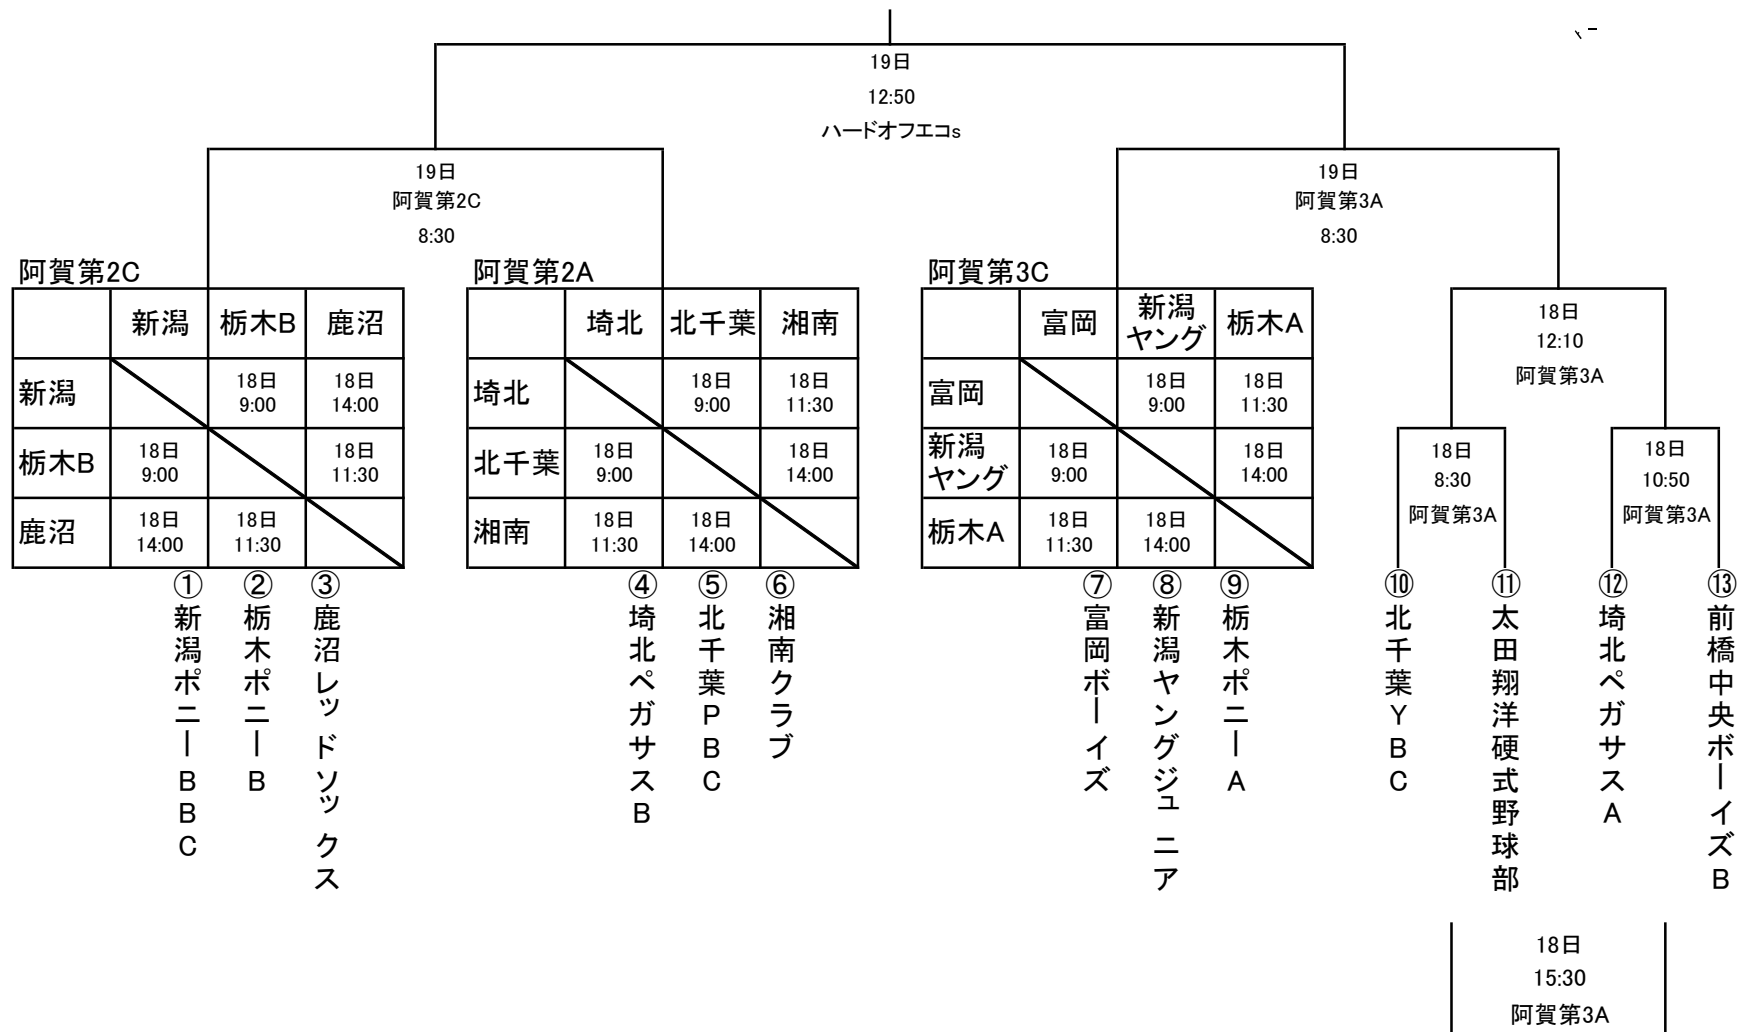 19日
12:50
ハードオフエコs
19日
阿賀第2C
8:30
19日
阿賀第3A
8:30
阿賀第2C
新潟 栃木B 鹿沼
新潟 18日 9:00 18日 14:00
栃木B 18日 9:00 18日 11:30
鹿沼 18日 14:00 18日 11:30
阿賀第2A
埼北 北千葉 湘南
埼北 18日 9:00 18日 11:30
北千葉 18日 9:00 18日 14:00
湘南 18日 11:30 18日 14:00
阿賀第3C
富岡 新潟ヤング 栃木A
富岡 18日 9:00 18日 11:30
新潟ヤング 18日 9:00 18日 14:00
栃木A 18日 11:30 18日 14:00
18日
12:10
阿賀第3A
18日
8:30
阿賀第3A
18日
10:50
阿賀第3A
①新潟ポニーBBC
②栃木ポニーB
③鹿沼レッドソックス
④埼北ペガサスB
⑤北千葉PBC
⑥湘南クラブ
⑦富岡ボーイズ
⑧新潟ヤングジュニア
⑨栃木ポニーA
⑩北千葉YBC
⑪太田翔洋硬式野球部
⑫埼北ペガサスA
⑬前橋中央ボーイズB
18日
15:30
阿賀第3A